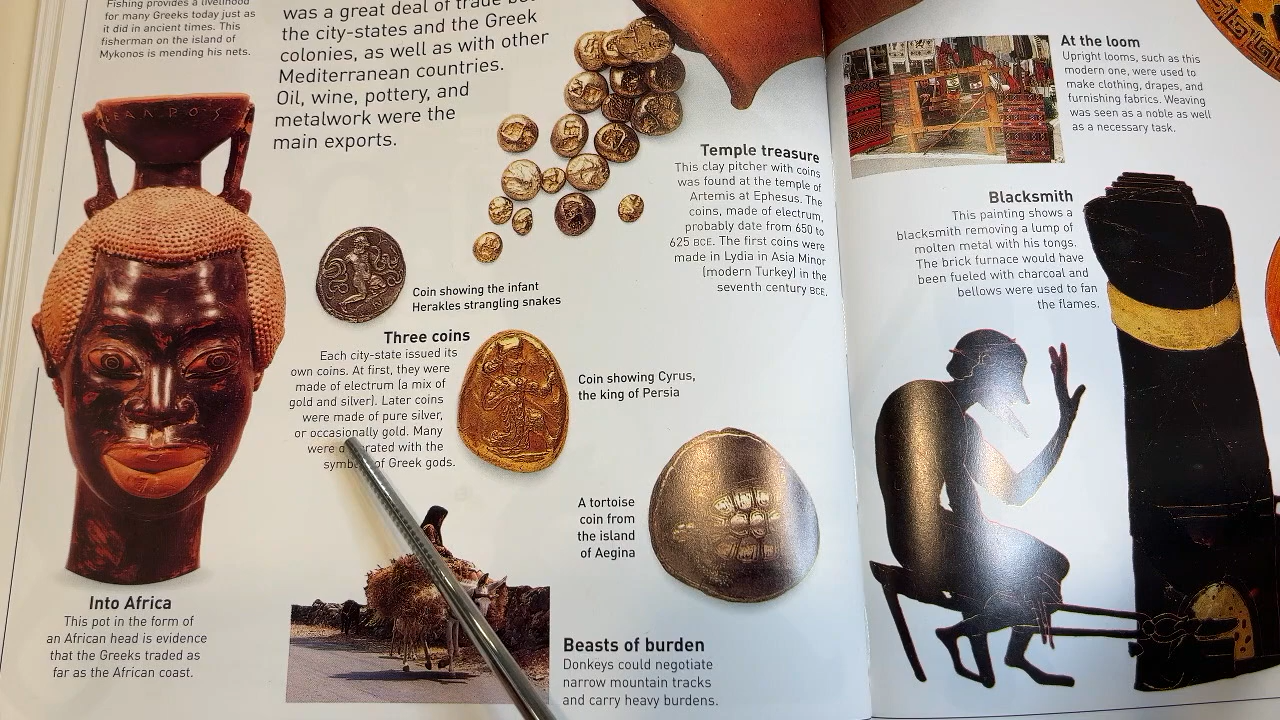 Fishing provides a livelihood
for many Greeks today just as
it did in ancient times. This
fisherman on the island of
Mykonos is mending his nets.
was a great deal of trade
the city-states and the Greek
colonies, as well as with other
Mediterranean countries.
Oil, wine, pottery, and
metalwork were the
main exports.
Temple treasure
This clay pitcher with coins
was found at the temple of
Artemis at Ephesus. The
coins, made of electrum,
probably date from 650 to
625 BCE. The first coins were
made in Lydia in Asia Minor
(modern Turkey) in the
seventh century BCE.
Coin showing the infant
Herakles strangling snakes
Three coins
Each city-state issued its
own coins. At first, they were
made of electrum (a mix of
gold and silver). Later coins
were made of pure silver,
or occasionally gold. Many
were with the
of Greek gods.
Coin showing Cyrus,
the king of Persia
A tortoise
coin from
the island
of Aegina
Into Africa
This pot in the form of
an African head is evidence
that the Greeks traded as
far as the African coast.
Beasts of burden
Donkeys could negotiate
narrow mountain tracks
and carry heavy burdens.
At the loom
Upright looms, such as this
modern one, were used to
make clothing, drapes, and
furnishing fabrics. Weaving
was seen as a noble as well
as a necessary task.
Blacksmith
This painting shows a
blacksmith removing a lump of
molten metal with his tongs.
The brick furnace would have
been fueled with charcoal and
bellows were used to fan
the flames.